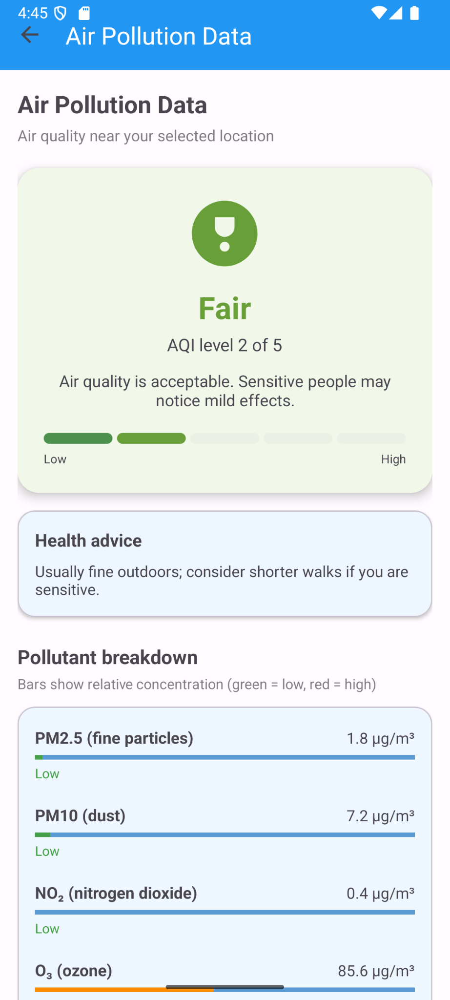 4:45
Air Pollution Data
Air Pollution Data
Air quality near your selected location
Fair
AQI level 2 of 5
Air quality is acceptable. Sensitive people may
notice mild effects.
Low High
Health advice
Usually fine outdoors; consider shorter walks if you are
sensitive.
Pollutant breakdown
Bars show relative concentration (green = low, red = high)
PM2.5 (fine particles) 1.8 µg/m³
Low
PM10 (dust) 7.2 µg/m³
Low
NO₂ (nitrogen dioxide) 0.4 µg/m³
Low
O₃ (ozone) 85.6 µg/m³